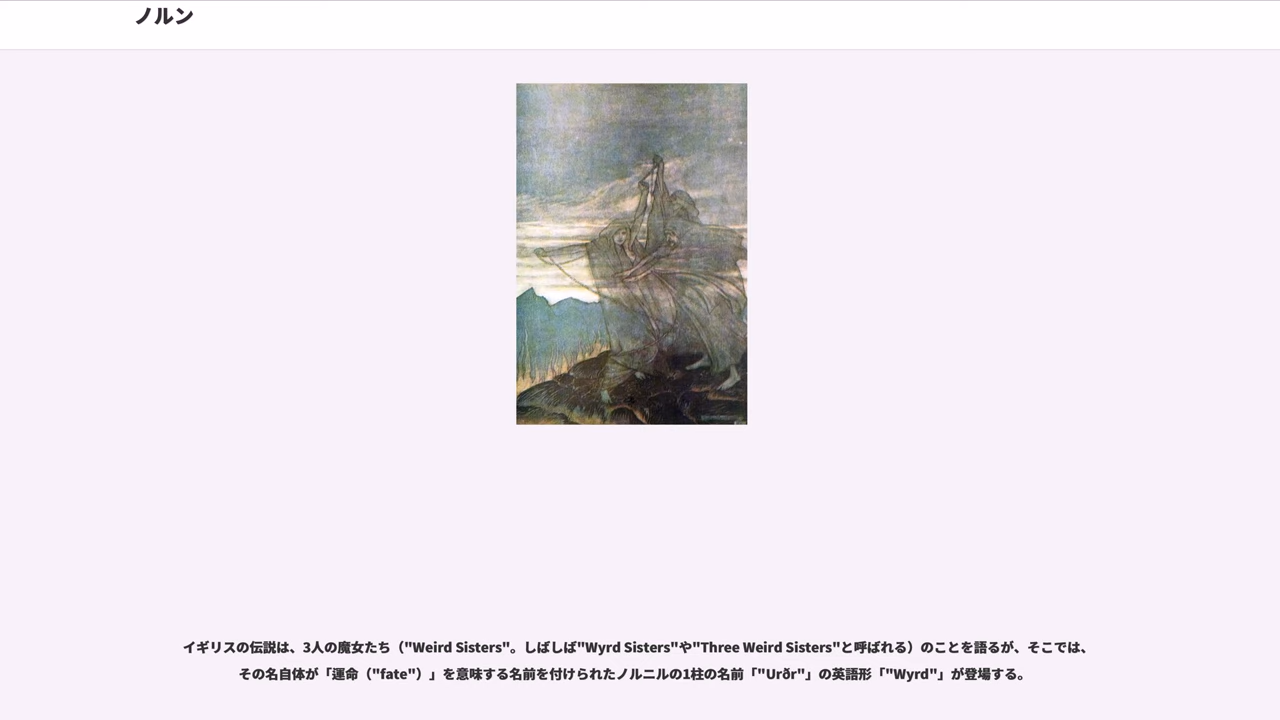 ノルン
イギリスの伝説は、3人の魔女たち（"Weird Sisters"。しばしば"Wyrd Sisters"や"Three Weird Sisters"と呼ばれる）のことを語るが、そこでは、
その名自体が「運命（"fate"）」を意味する名前を付けられたノルニルの1柱の名前「"Urðr"」の英語形「"Wyrd"」が登場する。